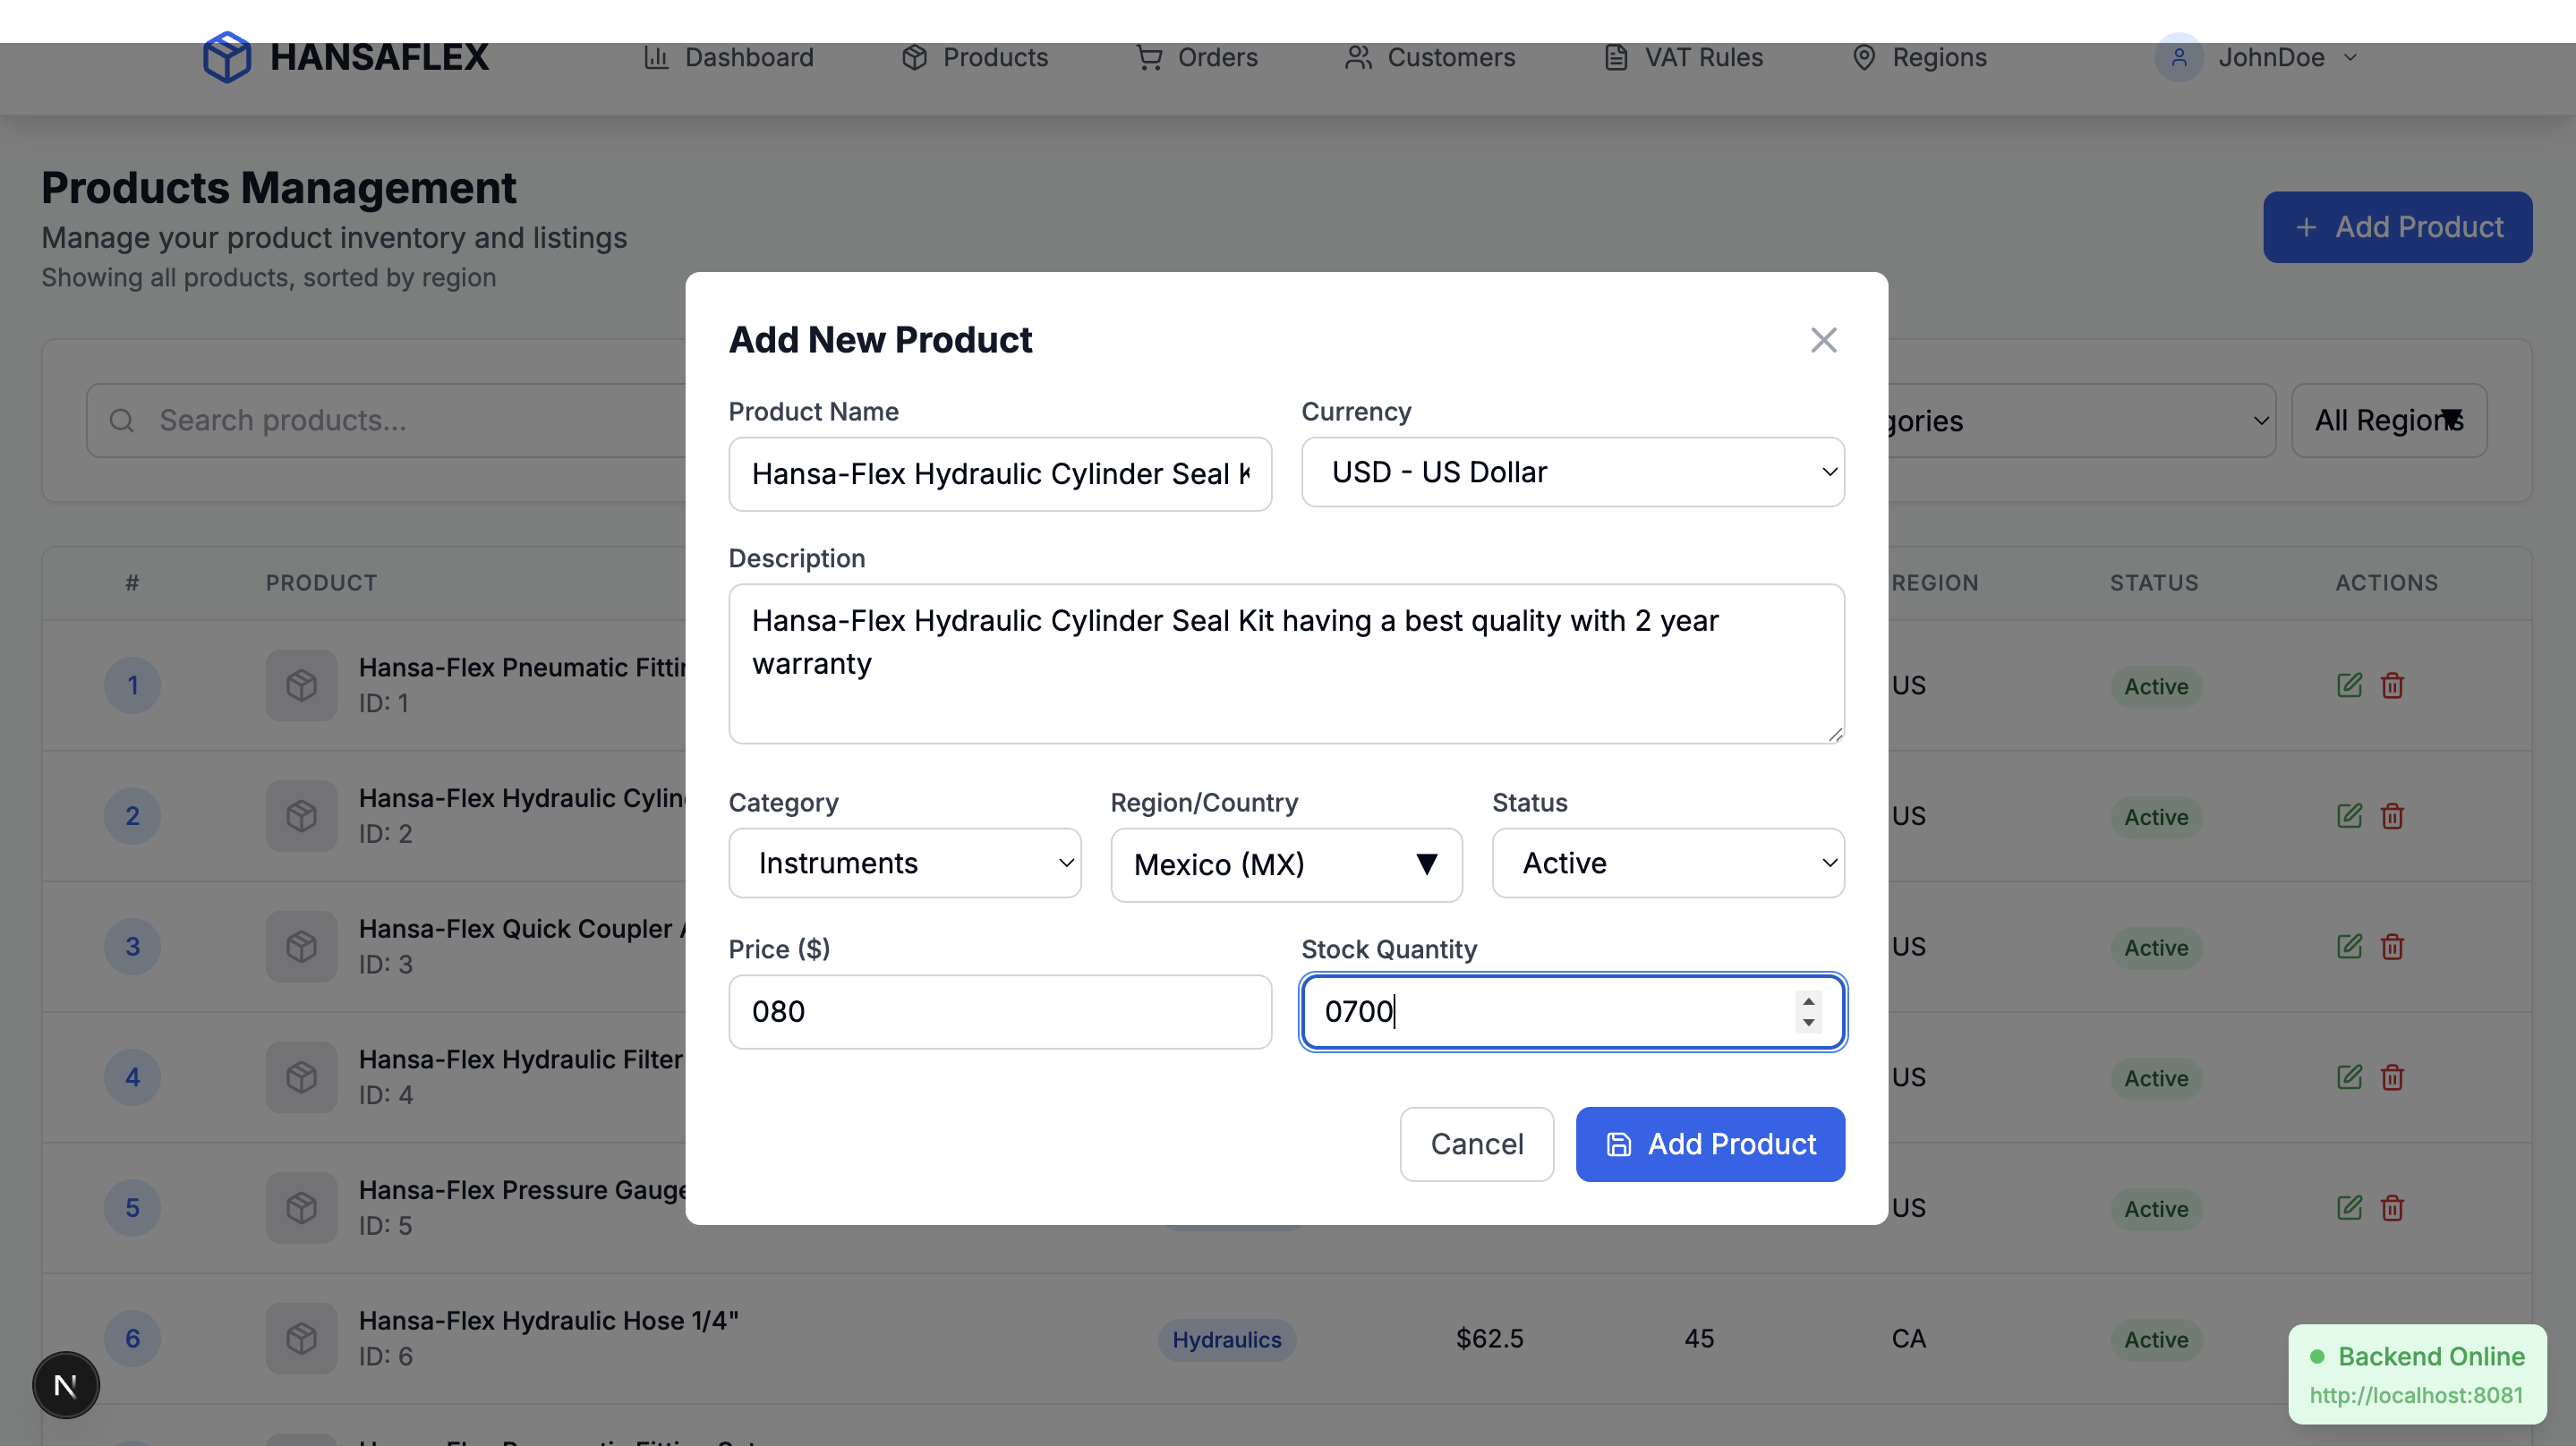 HANSAFLEX
Dashboard
Products
Orders
Customers
VAT Rules
Regions
JohnDoe
Products Management
Manage your product inventory and listings
Showing all products, sorted by region
+ Add Product
Search products...
gories
All Regions
Add New Product
Product Name
Currency
Hansa-Flex Hydraulic Cylinder Seal K
USD - US Dollar
Description
Hansa-Flex Hydraulic Cylinder Seal Kit having a best quality with 2 year
warranty
Category
Region/Country
Status
Instruments
Mexico (MX)
Active
Price ($)
Stock Quantity
080
0700
Cancel
Add Product
# PRODUCT REGION STATUS ACTIONS
1 Hansa-Flex Pneumatic Fittin US Active
ID: 1
2 Hansa-Flex Hydraulic Cylin US Active
ID: 2
3 Hansa-Flex Quick Coupler US Active
ID: 3
4 Hansa-Flex Hydraulic Filter US Active
ID: 4
5 Hansa-Flex Pressure Gauge US Active
ID: 5
6 Hansa-Flex Hydraulic Hose 1/4" Hydraulics $62.5 45 CA Active
ID: 6
N
Backend Online
http://localhost:8081